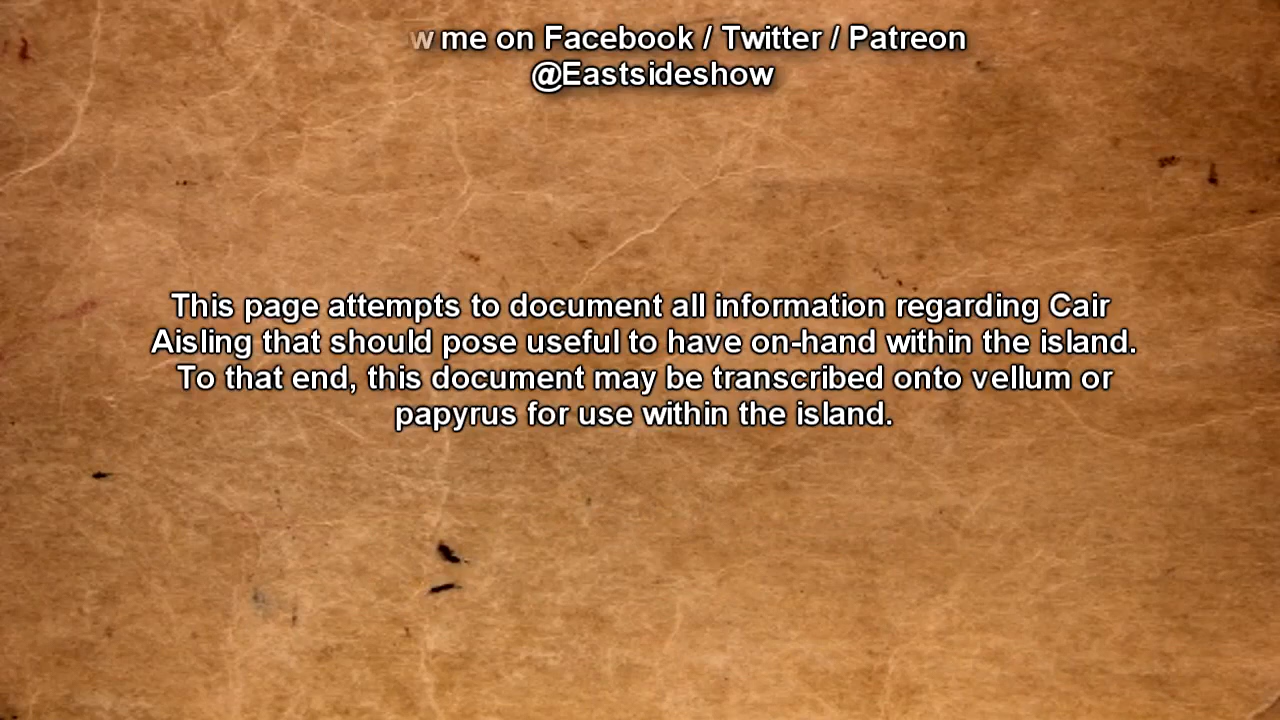 w me on Facebook / Twitter / Patreon
@Eastsideshow
This page attempts to document all information regarding Cair
Aisling that should pose useful to have on-hand within the island.
To that end, this document may be transcribed onto vellum or
papyrus for use within the island.